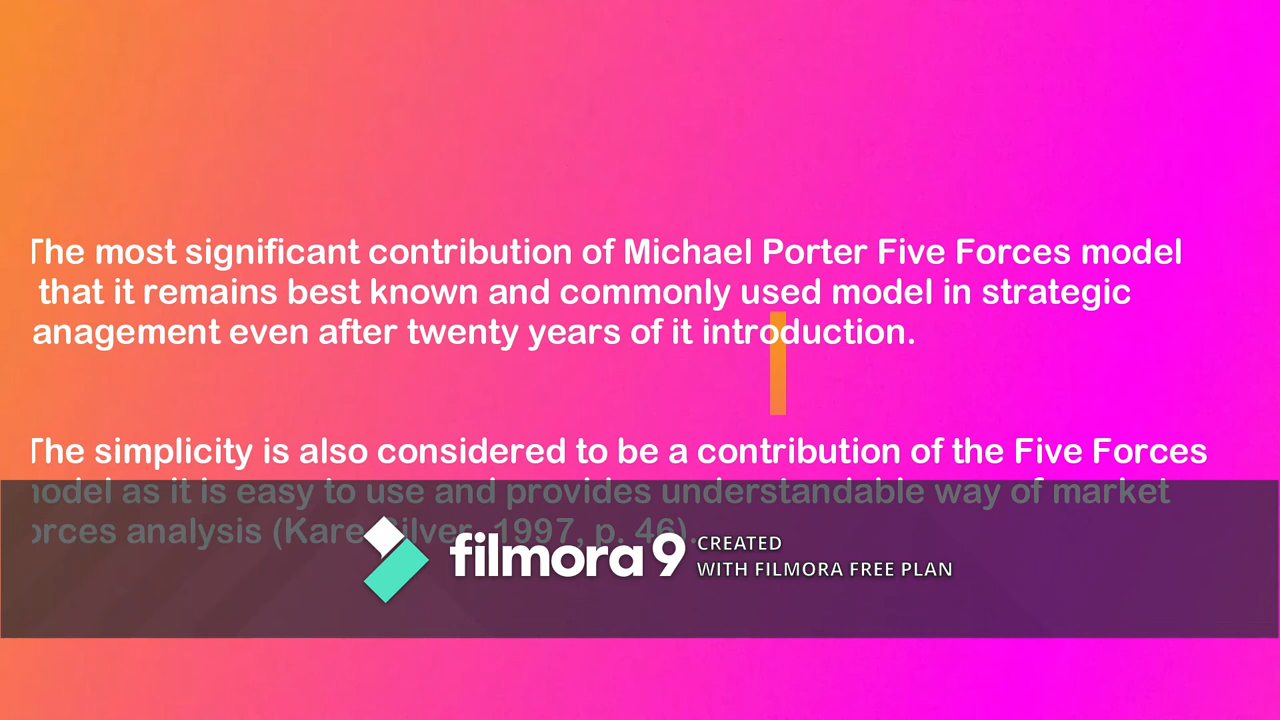 The most significant contribution of Michael Porter Five Forces model
that it remains best known and commonly used model in strategic
anagement even after twenty years of it introduction.
The simplicity is also considered to be a contribution of the Five Forces
odel as it is easy to use and provides understandable way of market
orces analysis (Kare Silver, 1997, p. 46).
filmora9 CREATED
WITH FILMORA FREE PLAN